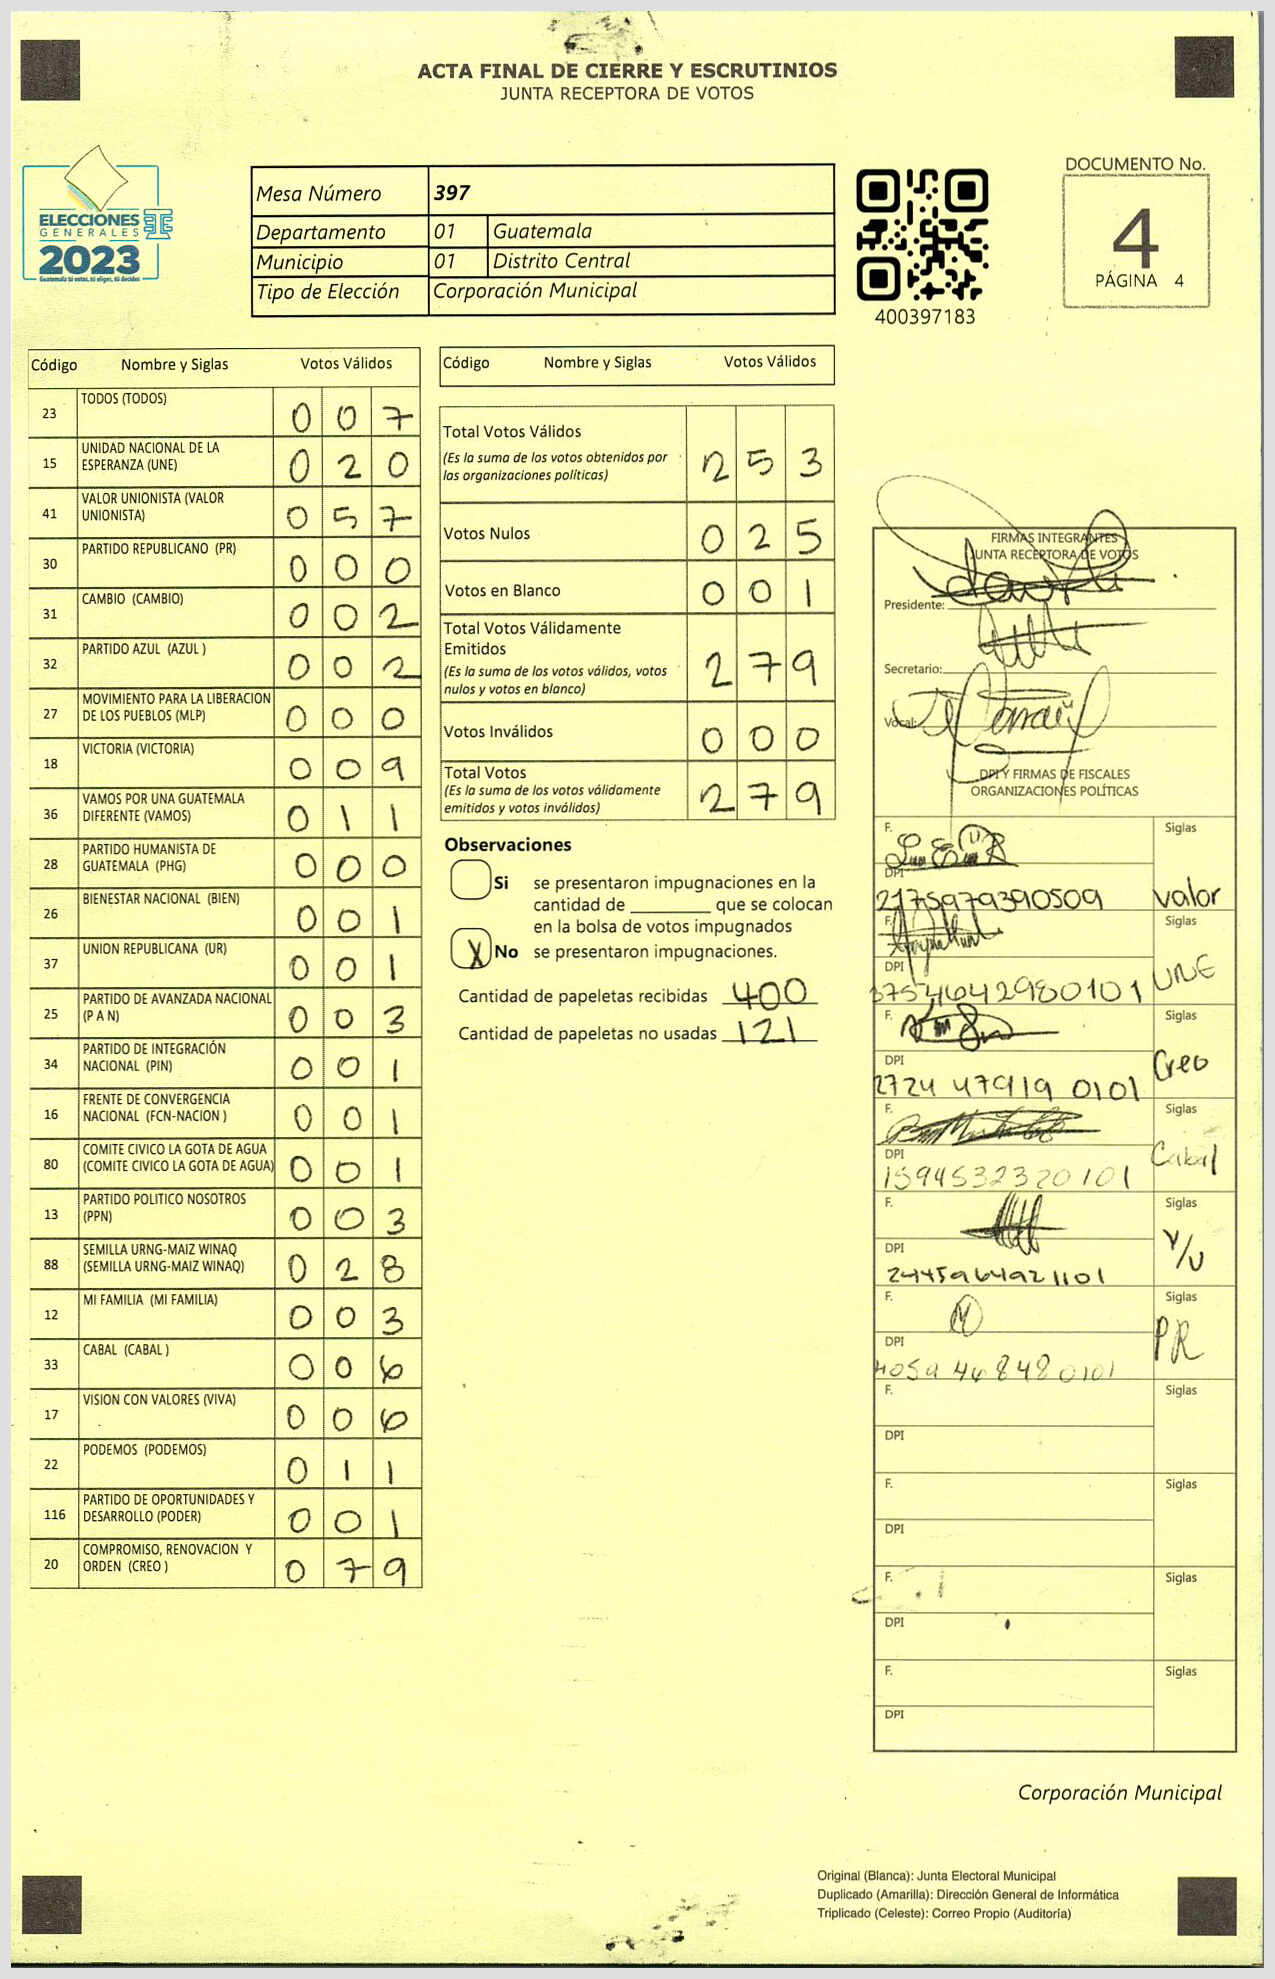 ACTA FINAL DE CIERRE Y ESCRUTINIOS
JUNTA RECEPTORA DE VOTOS
ELECCIONES
GENERALES
2023
Guatemala tú votas, tú eliges, tú decides
Mesa Número 397
Departamento 01 Guatemala
Municipio 01 Distrito Central
Tipo de Elección Corporación Municipal
400397183
DOCUMENTO No.
4
PÁGINA 4
Código Nombre y Siglas Votos Válidos
23 TODOS (TODOS) 0 0 7
15 UNIDAD NACIONAL DE LA
ESPERANZA (UNE) 0 2 0
41 VALOR UNIONISTA (VALOR
UNIONISTA) 0 5 7
30 PARTIDO REPUBLICANO (PR) 0 0 0
31 CAMBIO (CAMBIO) 0 0 2
32 PARTIDO AZUL (AZUL ) 0 0 2
27 MOVIMIENTO PARA LA LIBERACION
DE LOS PUEBLOS (MLP) 0 0 0
18 VICTORIA (VICTORIA) 0 0 9
36 VAMOS POR UNA GUATEMALA
DIFERENTE (VAMOS) 0 1 1
28 PARTIDO HUMANISTA DE
GUATEMALA (PHG) 0 0 0
26 BIENESTAR NACIONAL (BIEN) 0 0 1
37 UNION REPUBLICANA (UR) 0 0 1
25 PARTIDO DE AVANZADA NACIONAL
(P A N) 0 0 3
34 PARTIDO DE INTEGRACIÓN
NACIONAL (PIN) 0 0 1
16 FRENTE DE CONVERGENCIA
NACIONAL (FCN-NACION ) 0 0 1
80 COMITE CIVICO LA GOTA DE AGUA
(COMITE CIVICO LA GOTA DE AGUA) 0 0 1
13 PARTIDO POLITICO NOSOTROS
(PPN) 0 0 3
88 SEMILLA URNG-MAIZ WINAQ
(SEMILLA URNG-MAIZ WINAQ) 0 2 8
12 MI FAMILIA (MI FAMILIA) 0 0 3
33 CABAL (CABAL ) 0 0 6
17 VISION CON VALORES (VIVA) 0 0 6
22 PODEMOS (PODEMOS) 0 1 1
116 PARTIDO DE OPORTUNIDADES Y
DESARROLLO (PODER) 0 0 1
20 COMPROMISO, RENOVACION Y
ORDEN (CREO ) 0 7 9
Código Nombre y Siglas Votos Válidos
Total Votos Válidos
(Es la suma de los votos obtenidos por
las organizaciones políticas) 2 5 3
Votos Nulos 0 2 5
Votos en Blanco 0 0 1
Total Votos Válidamente
Emitidos
(Es la suma de los votos válidos, votos
nulos y votos en blanco) 2 7 9
Votos Inválidos 0 0 0
Total Votos
(Es la suma de los votos válidamente
emitidos y votos inválidos) 2 7 9
Observaciones
Si se presentaron impugnaciones en la
cantidad de ________ que se colocan
en la bolsa de votos impugnados
X No se presentaron impugnaciones.
Cantidad de papeletas recibidas 400
Cantidad de papeletas no usadas 121
FIRMAS INTEGRANTES
JUNTA RECEPTORA DE VOTOS
Presidente:
Secretario:
Vocal:
DPI Y FIRMAS DE FISCALES
ORGANIZACIONES POLÍTICAS
F. Siglas
DPI
2175979390509 Valor
F. Siglas
DPI
3754642980101 UNE
F. Siglas
DPI
2724 47919 0101 Creo
F. Siglas
DPI
1594532320101 Cabal
F. Siglas
DPI V/U
2445964921101
F. Siglas
DPI PR
4059 468480101
F. Siglas
DPI
F. Siglas
DPI
F. Siglas
DPI
F. Siglas
DPI
Corporación Municipal
Original (Blanca): Junta Electoral Municipal
Duplicado (Amarilla): Dirección General de Informática
Triplicado (Celeste): Correo Propio (Auditoría)